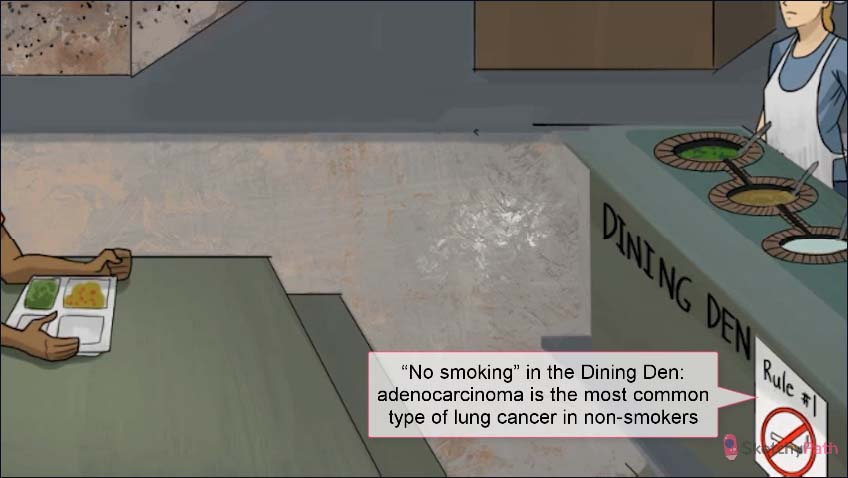 DINING DEN
“No smoking” in the Dining Den:
adenocarcinoma is the most common
type of lung cancer in non-smokers
Rule #1
SketchyPath